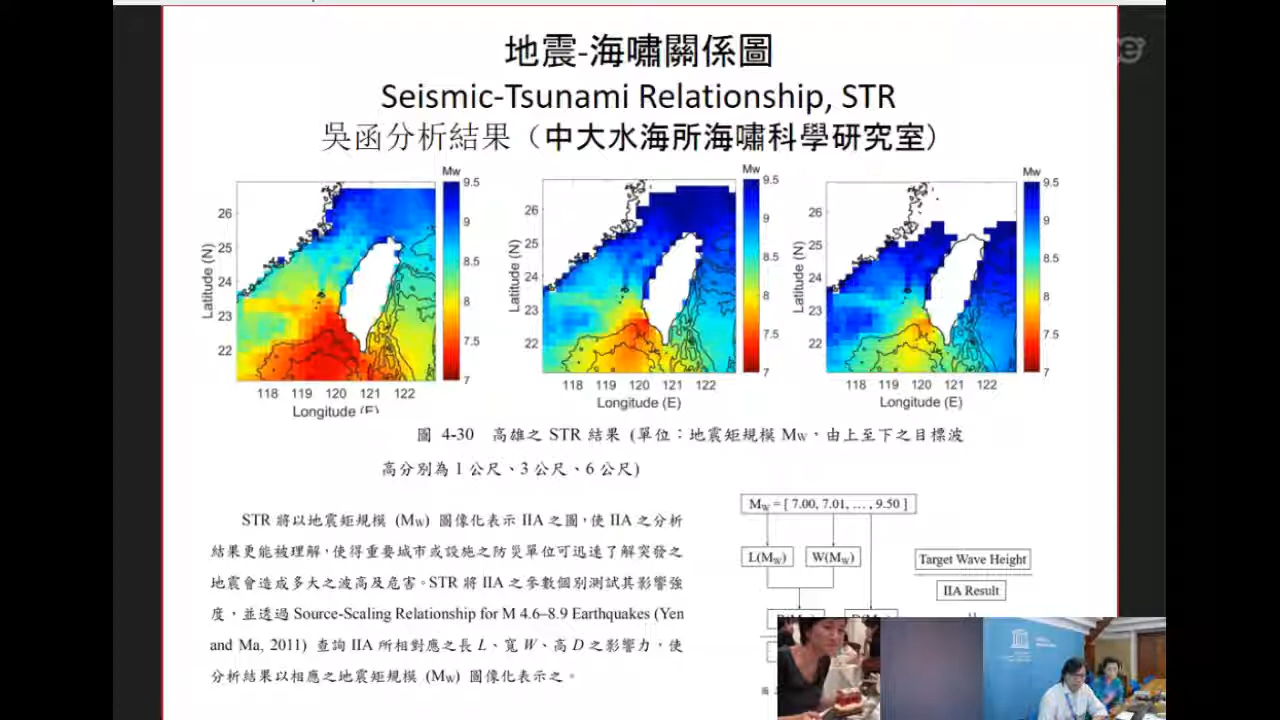 地震-海嘯關係圖
Seismic-Tsunami Relationship, STR
吳函分析結果（中大水海所海嘯科學研究室）
Mw
9.5
9
8.5
8
7.5
7
26
25
24
23
22
Latitude (N)
118 119 120 121 122
Longitude (E)
Mw
9.5
9
8.5
8
7.5
7
26
25
24
23
22
Latitude (N)
118 119 120 121 122
Longitude (E)
Mw
9.5
9
8.5
8
7.5
7
26
25
24
23
22
Latitude (N)
118 119 120 121 122
Longitude (E)
圖 4-30 高雄之 STR 結果 (單位：地震矩規模 Mw，由上至下之目標波
高分別為 1 公尺、3 公尺、6 公尺)
STR 將以地震矩規模 (Mw) 圖像化表示 IIA 之圖，使 IIA 之分析
結果更能被理解，使得重要城市或設施之防災單位可迅速了解突發之
地震會造成多大之波高及危害。STR 將 IIA 之參數個別測試其影響強
度，並透過 Source-Scaling Relationship for M 4.6–8.9 Earthquakes (Yen
and Ma, 2011) 查詢 IIA 所相對應之長 L、寬 W、高 D 之影響力，使
分析結果以相應之地震矩規模 (Mw) 圖像化表示之。
Mw = [ 7.00, 7.01, … , 9.50 ]
L(Mw) W(Mw)
Target Wave Height
IIA Result